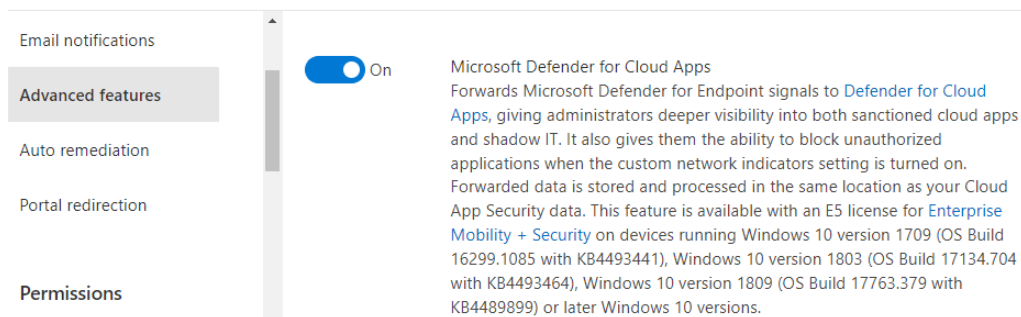 Email notifications
Advanced features
Auto remediation
Portal redirection
Permissions
On
Microsoft Defender for Cloud Apps
Forwards Microsoft Defender for Endpoint signals to Defender for Cloud
Apps, giving administrators deeper visibility into both sanctioned cloud apps
and shadow IT. It also gives them the ability to block unauthorized
applications when the custom network indicators setting is turned on.
Forwarded data is stored and processed in the same location as your Cloud
App Security data. This feature is available with an E5 license for Enterprise
Mobility + Security on devices running Windows 10 version 1709 (OS Build
16299.1085 with KB4493441), Windows 10 version 1803 (OS Build 17134.704
with KB4493464), Windows 10 version 1809 (OS Build 17763.379 with
KB4489899) or later Windows 10 versions.